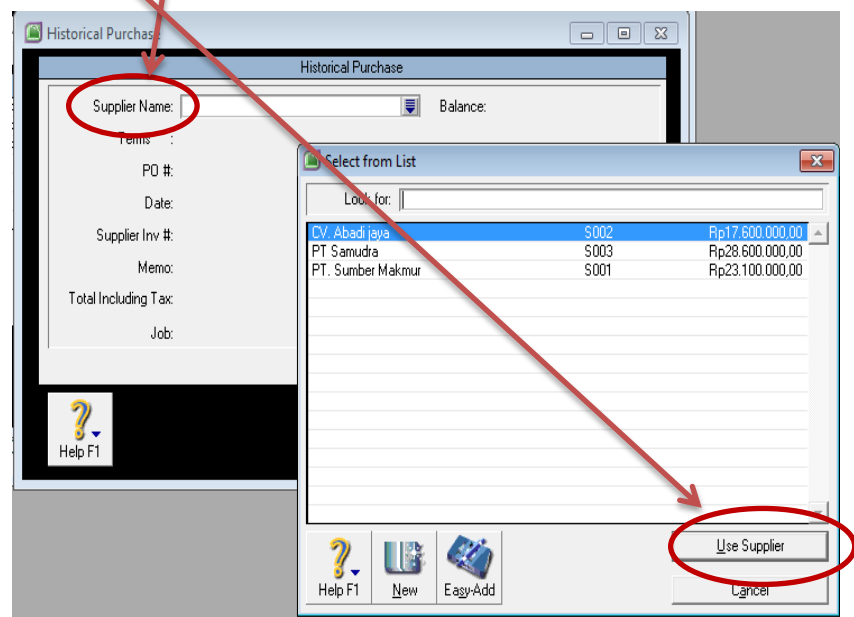 Historical Purchase
Historical Purchase
Supplier Name:
Balance:
Terms :
PO #:
Date:
Supplier Inv #:
Memo:
Total Including Tax:
Job:
Help F1
Select from List
Look for:
CV. Abadi jaya S002 Rp17.600.000,00
PT Samudra S003 Rp28.600.000,00
PT. Sumber Makmur S001 Rp23.100.000,00
Use Supplier
Help F1 New Easy-Add
Cancel